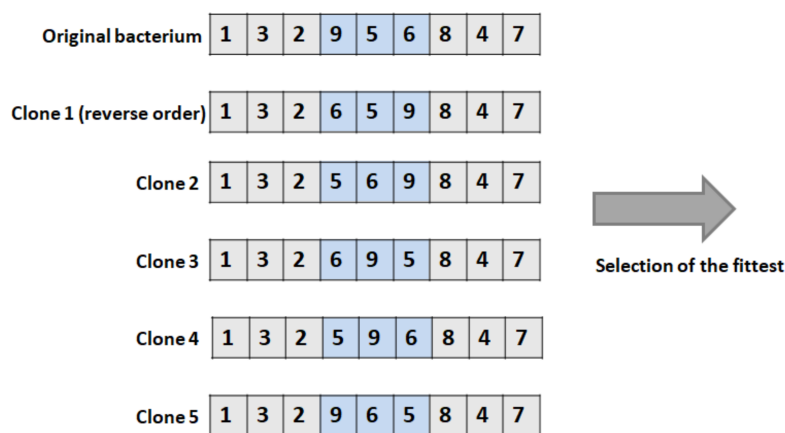 Original bacterium 1 3 2 9 5 6 8 4 7
Clone 1 (reverse order) 1 3 2 6 5 9 8 4 7
Clone 2 1 3 2 5 6 9 8 4 7
Clone 3 1 3 2 6 9 5 8 4 7
Selection of the fittest
Clone 4 1 3 2 5 9 6 8 4 7
Clone 5 1 3 2 9 6 5 8 4 7